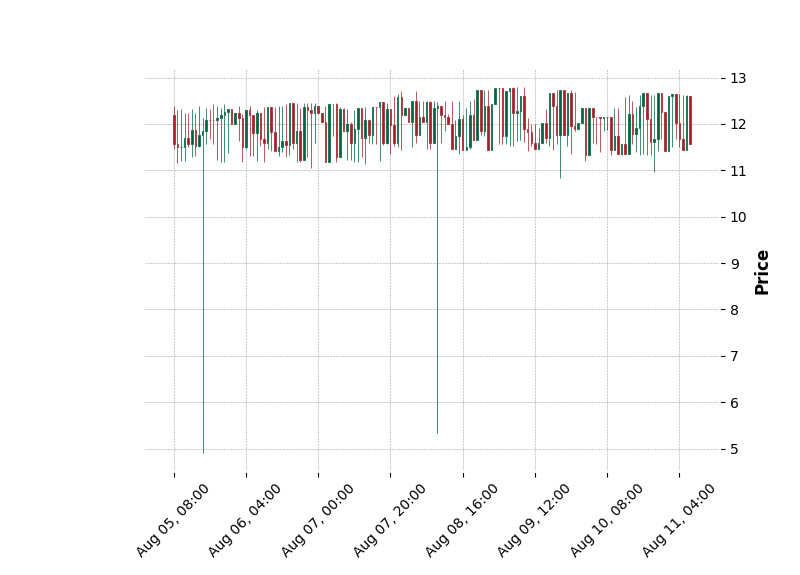 13
12
11
10
9
8
7
6
5
Price
Aug 05, 08:00
Aug 06, 04:00
Aug 07, 00:00
Aug 07, 20:00
Aug 08, 16:00
Aug 09, 12:00
Aug 10, 08:00
Aug 11, 04:00